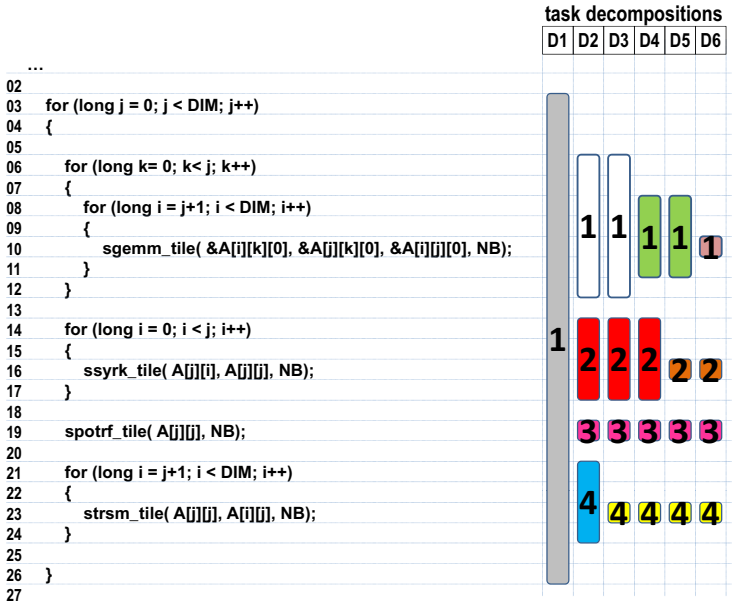 task decompositions
D1 D2 D3 D4 D5 D6
...
02
03 for (long j = 0; j < DIM; j++)
04 {
05
06 for (long k= 0; k< j; k++)
07 {
08 for (long i = j+1; i < DIM; i++)
09 {
10 sgemm_tile( &A[i][k][0], &A[j][k][0], &A[i][j][0], NB);
11 }
12 }
13
14 for (long i = 0; i < j; i++)
15 {
16 ssyrk_tile( A[j][i], A[j][j], NB);
17 }
18
19 spotrf_tile( A[j][j], NB);
20
21 for (long i = j+1; i < DIM; i++)
22 {
23 strsm_tile( A[j][j], A[i][j], NB);
24 }
25
26 }
27
1
1 1 1 1 1
2 2 2 2 2
3 3 3 3 3
4 4 4 4 4